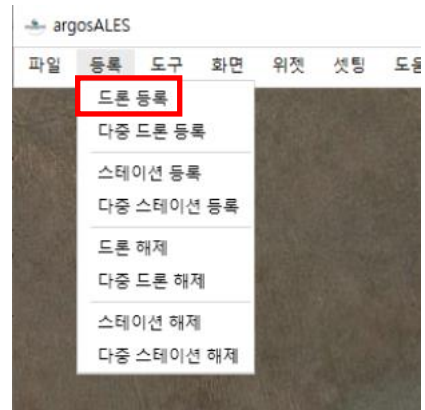 argosALES
파일 등록 도구 화면 위젯 셋팅
드론 등록
다중 드론 등록
스테이션 등록
다중 스테이션 등록
드론 해제
다중 드론 해제
스테이션 해제
다중 스테이션 해제